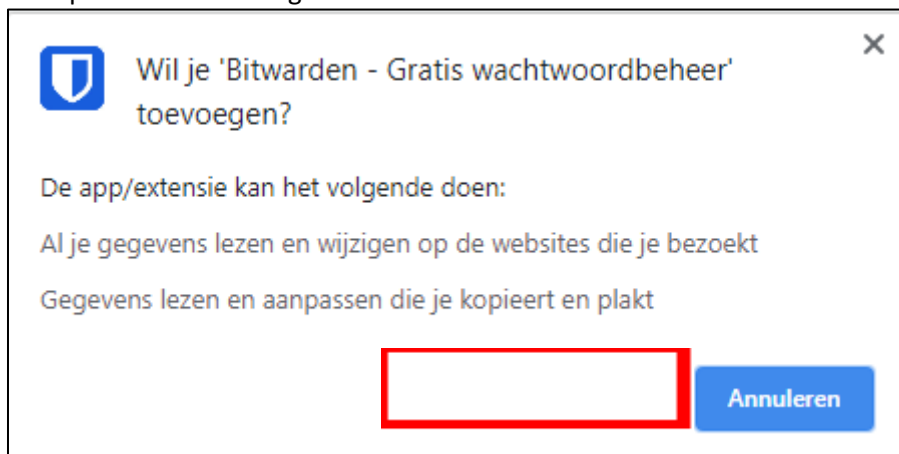 Wil je 'Bitwarden - Gratis wachtwoordbeheer'
toevoegen?
De app/extensie kan het volgende doen:
Al je gegevens lezen en wijzigen op de websites die je bezoekt
Gegevens lezen en aanpassen die je kopieert en plakt
Annuleren